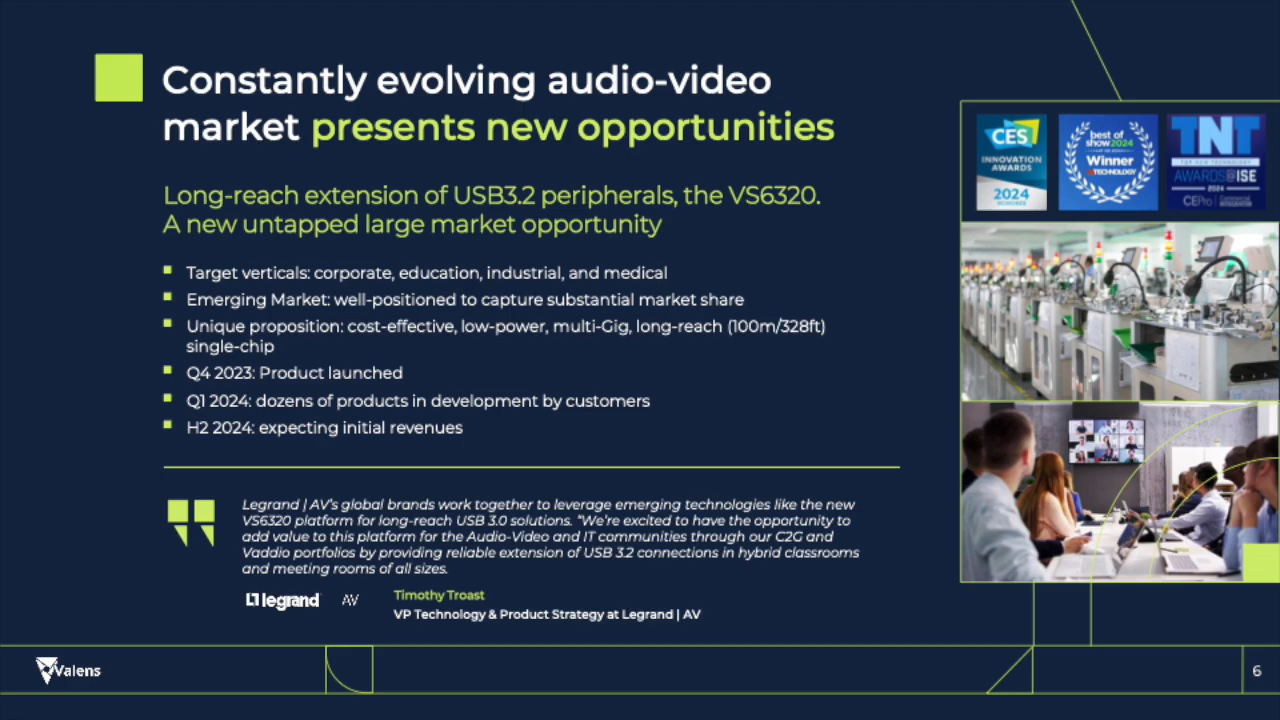 Constantly evolving audio-video
market presents new opportunities
Long-reach extension of USB3.2 peripherals, the VS6320.
A new untapped large market opportunity
Target verticals: corporate, education, industrial, and medical
Emerging Market: well-positioned to capture substantial market share
Unique proposition: cost-effective, low-power, multi-Gig, long-reach (100m/328ft)
single-chip
Q4 2023: Product launched
Q1 2024: dozens of products in development by customers
H2 2024: expecting initial revenues
Legrand | AV's global brands work together to leverage emerging technologies like the new
VS6320 platform for long-reach USB 3.0 solutions. "We're excited to have the opportunity to
add value to this platform for the Audio-Video and IT communities through our C2G and
Vaddio portfolios by providing reliable extension of USB 3.2 connections in hybrid classrooms
and meeting rooms of all sizes.
legrand AV
Timothy Troast
VP Technology & Product Strategy at Legrand | AV
CES
INNOVATION
AWARDS
2024
best of
show2024
Winner
TECHNOLOGY
TNT
TOP NEW TECHNOLOGY
AWARDS@ISE
2024
CEPro
Valens
6